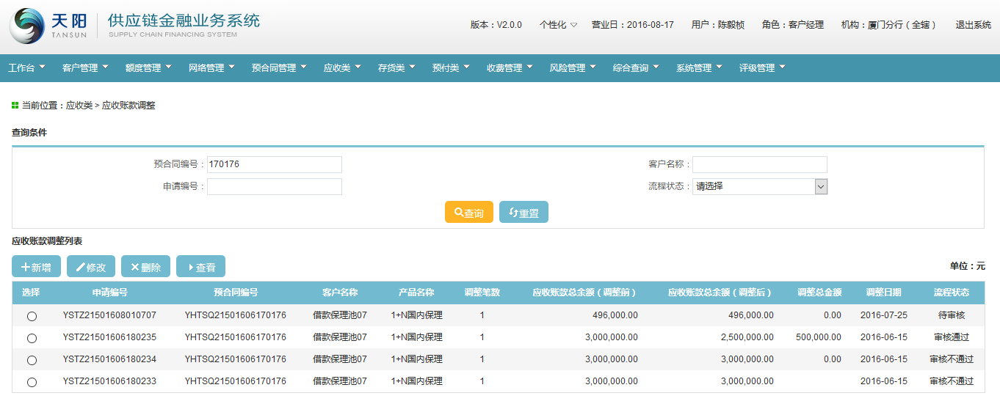 天阳 TANSUN 供应链金融业务系统 SUPPLY CHAIN FINANCING SYSTEM
版本：V2.0.0 个性化 营业日：2016-08-17 用户：陈毅桢 角色：客户经理 机构：厦门分行（全辖） 退出系统
工作台 客户管理 额度管理 网络管理 预合同管理 应收类 存货类 预付类 收费管理 风险管理 综合查询 系统管理 评级管理
当前位置：应收类 > 应收账款调整
查询条件
预合同编号：170176 客户名称：
申请编号： 流程状态：请选择
查询 重置
应收账款调整列表
新增 修改 删除 查看 单位：元
选择 申请编号 预合同编号 客户名称 产品名称 调整笔数 应收账款总余额（调整前） 应收账款总余额（调整后） 调整总金额 调整日期 流程状态
YSTZ21501608010707 YHTSQ21501606170176 借款保理池07 1+N国内保理 1 496,000.00 496,000.00 0.00 2016-07-25 待审核
YSTZ21501606180235 YHTSQ21501606170176 借款保理池07 1+N国内保理 1 3,000,000.00 2,500,000.00 500,000.00 2016-06-15 审核通过
YSTZ21501606180234 YHTSQ21501606170176 借款保理池07 1+N国内保理 1 3,000,000.00 3,000,000.00 0.00 2016-06-15 审核不通过
YSTZ21501606180233 YHTSQ21501606170176 借款保理池07 1+N国内保理 1 3,000,000.00 3,000,000.00 2016-06-15 审核不通过